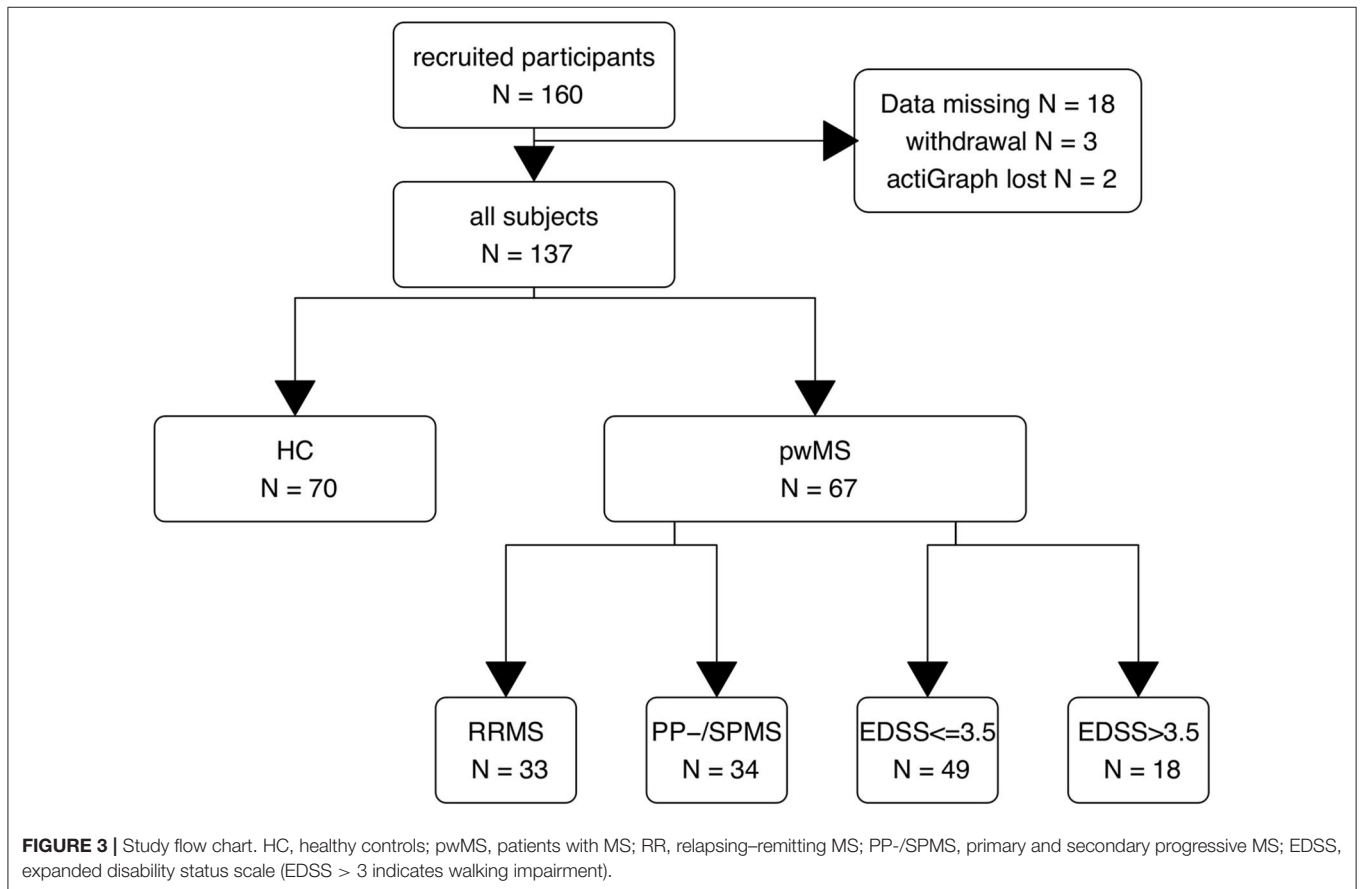 recruited participants
N = 160
Data missing N = 18
withdrawal N = 3
actiGraph lost N = 2
all subjects
N = 137
HC
N = 70
pwMS
N = 67
RRMS
N = 33
PP−/SPMS
N = 34
EDSS<=3.5
N = 49
EDSS>3.5
N = 18
FIGURE 3 | Study flow chart. HC, healthy controls; pwMS, patients with MS; RR, relapsing–remitting MS; PP-/SPMS, primary and secondary progressive MS; EDSS,
expanded disability status scale (EDSS > 3 indicates walking impairment).